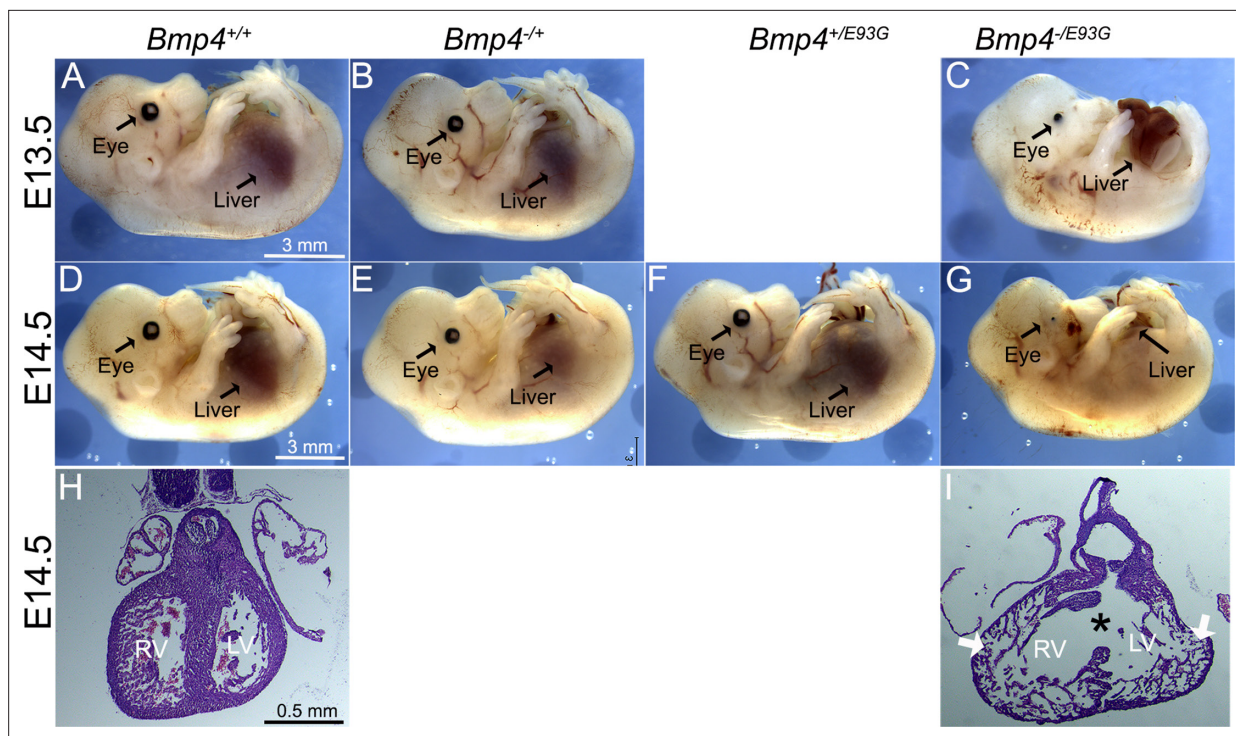 Bmp4+/+ Bmp4-/+ Bmp4+/E93G Bmp4-/E93G
E13.5
A B C
Eye Eye Eye
Liver Liver Liver
3 mm
E14.5
D E F G
Eye Eye Eye Eye
Liver Liver Liver Liver
3 mm
E14.5
H I
RV LV RV LV
*
0.5 mm